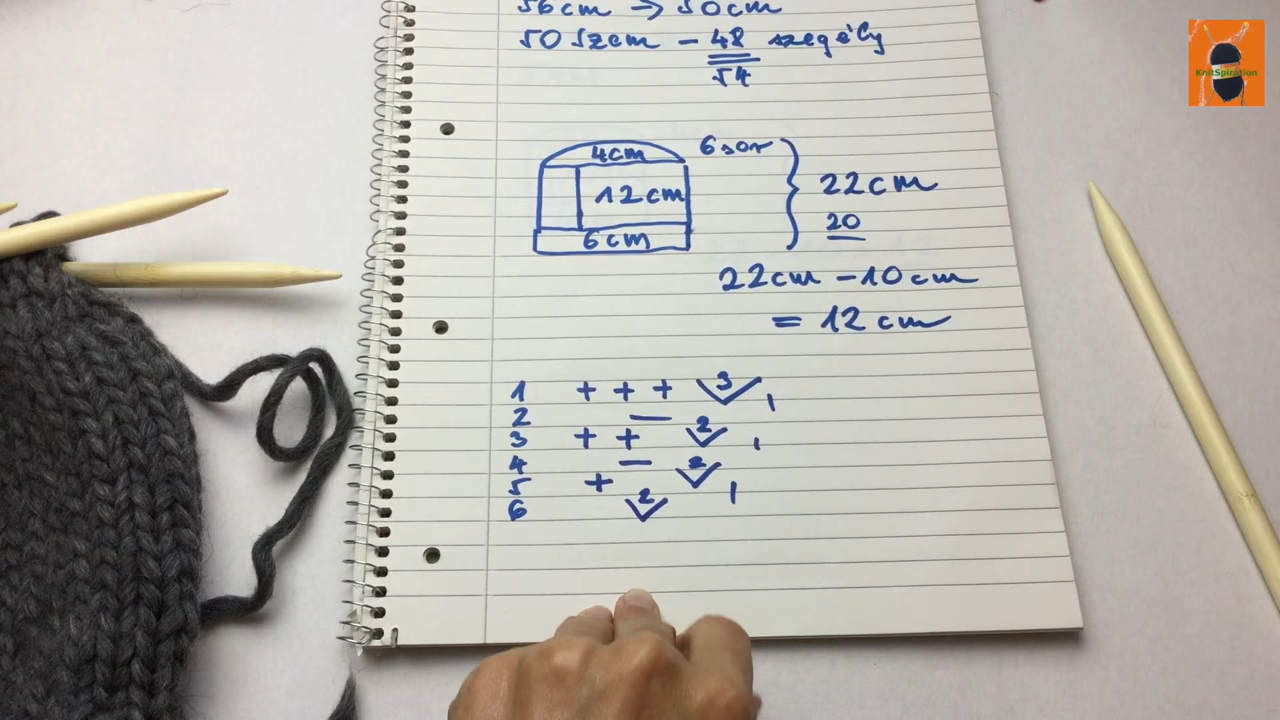 56cm → 50cm
50 szem - 48 szegély
54
4cm 6 sor
12cm 22cm
20
6cm
22cm - 10cm
= 12 cm
1 + + + 3 1
2 —
3 + + 2 1
4 — 2
5 + 1
6 2
KnitSpiration